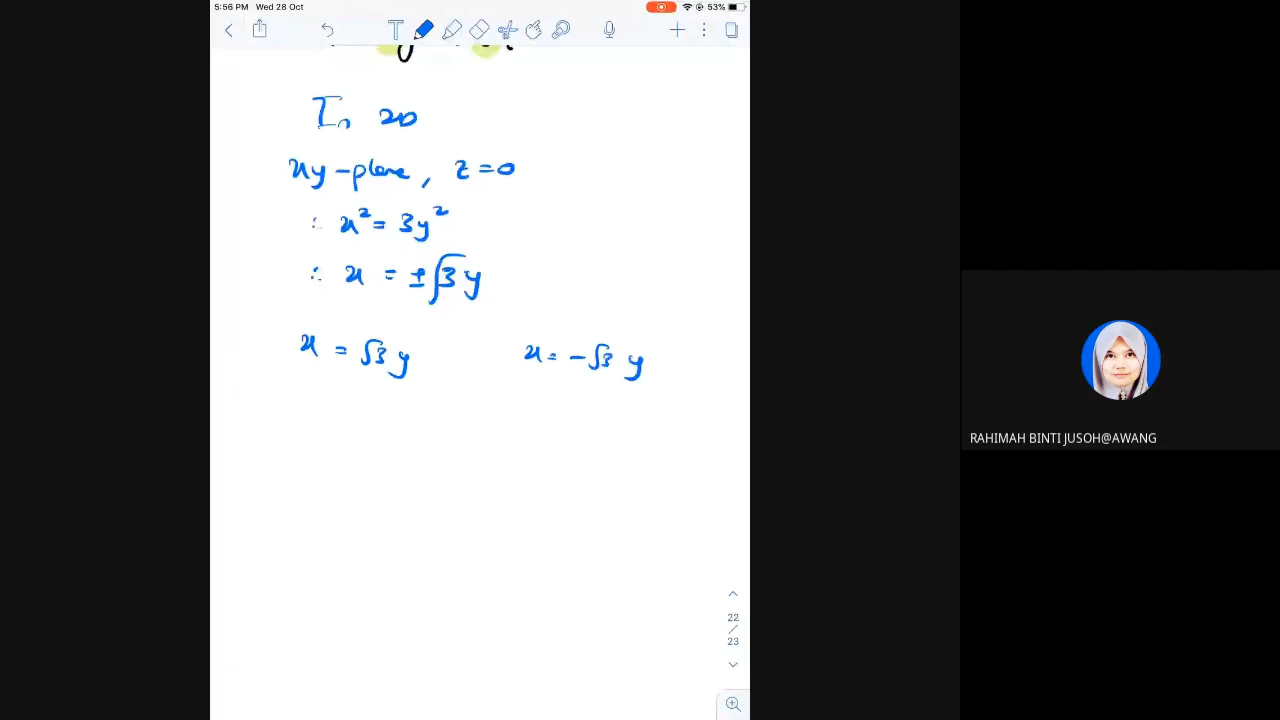 5:56 PM Wed 28 Oct
53%
T
In 2D
xy-plane, z=0
∴ x² = 3y²
∴ x = ±√3 y
x = √3 y
x = -√3 y
RAHIMAH BINTI JUSOH@AWANG
22
/
23